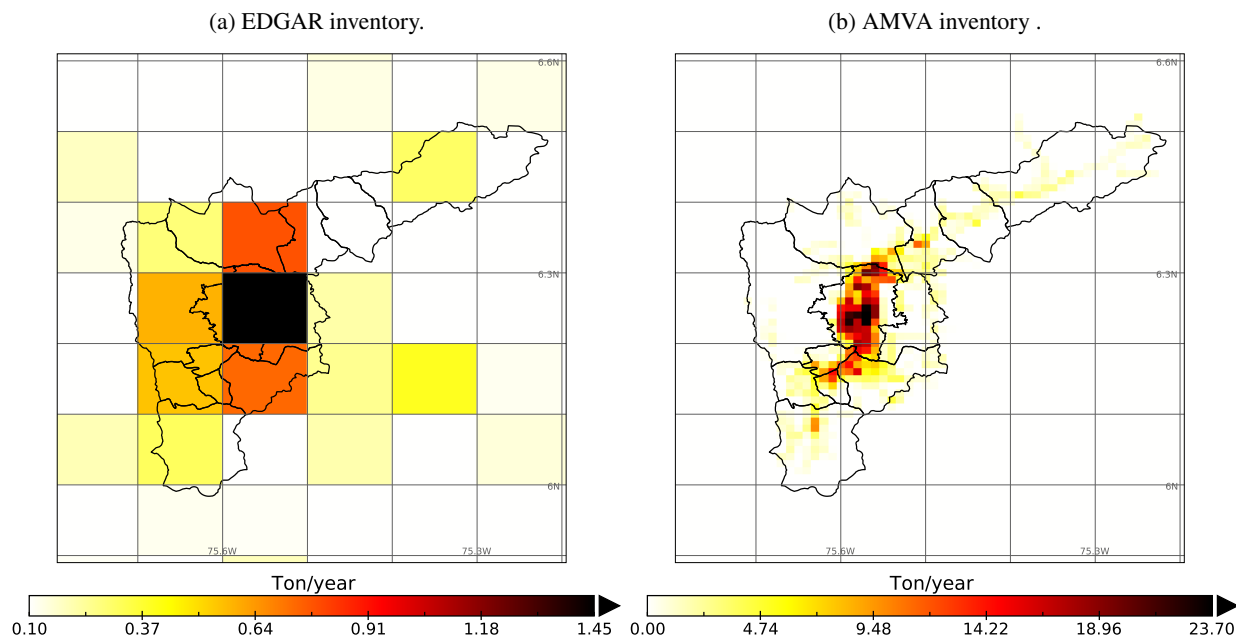 (a) EDGAR inventory.
(b) AMVA inventory .
6.6N
6.6N
6.3N
6.3N
6N
6N
75.6W
75.3W
75.6W
75.3W
Ton/year
Ton/year
0.10 0.37 0.64 0.91 1.18 1.45
0.00 4.74 9.48 14.22 18.96 23.70